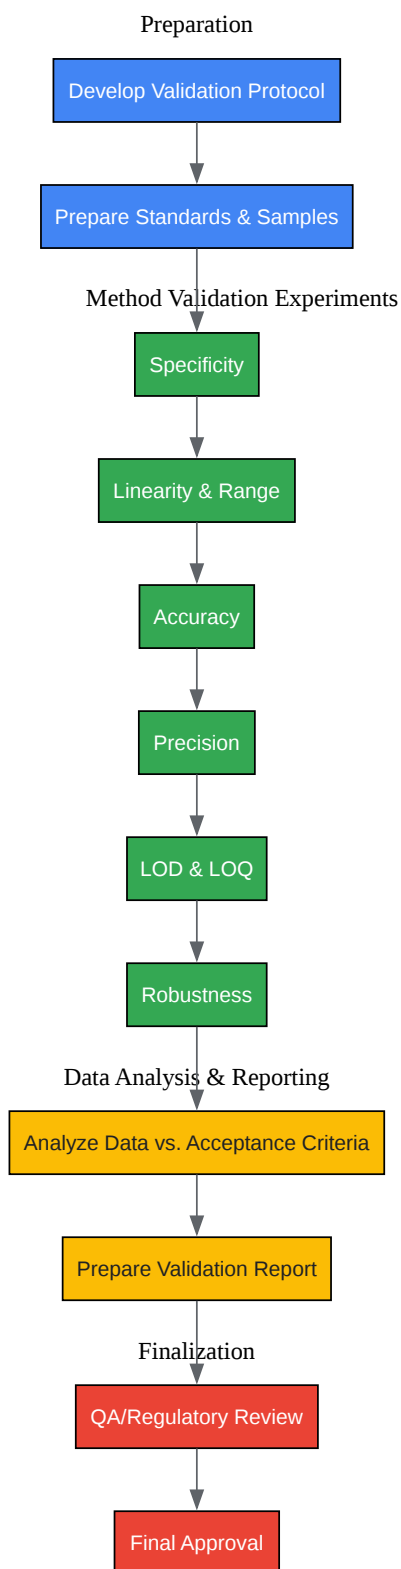 Preparation
Develop Validation Protocol
Prepare Standards & Samples
Method Validation Experiments
Specificity
Linearity & Range
Accuracy
Precision
LOD & LOQ
Robustness
Data Analysis & Reporting
Analyze Data vs. Acceptance Criteria
Prepare Validation Report
Finalization
QA/Regulatory Review
Final Approval